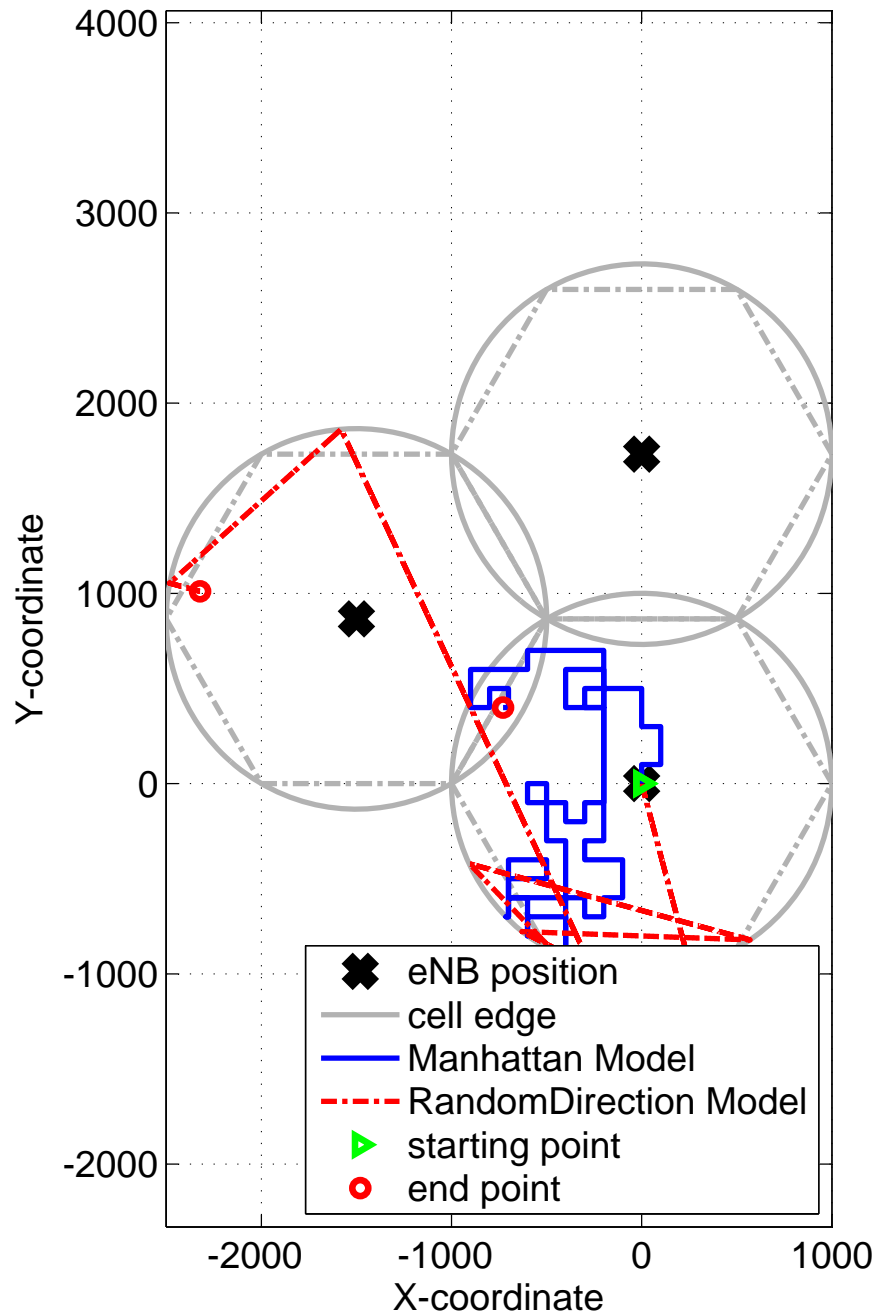 4000
3000
2000
1000
0
-1000
-2000
Y-coordinate
eNB position
cell edge
Manhattan Model
RandomDirection Model
starting point
end point
-2000 -1000 0 1000
X-coordinate